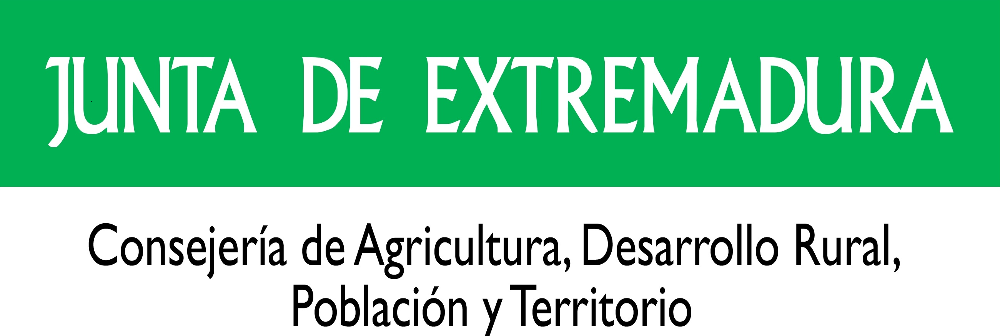 JUNTA DE EXTREMADURA
Consejería de Agricultura, Desarrollo Rural,
Población y Territorio